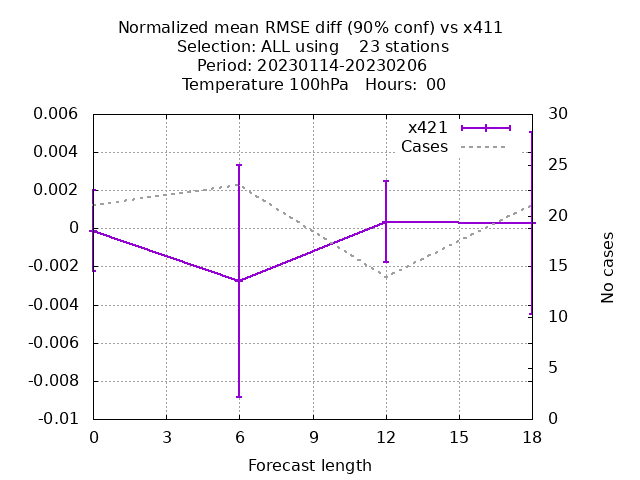 Normalized mean RMSE diff (90% conf) vs x411
Selection: ALL using    23 stations
Period: 20230114-20230206
Temperature 100hPa   Hours:  00
0.006
0.004
0.002
0
-0.002
-0.004
-0.006
-0.008
-0.01
x421
Cases
30
25
20
15
10
5
0
No cases
0 3 6 9 12 15 18
Forecast length